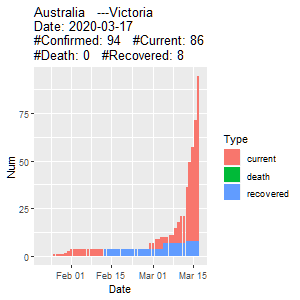 Australia   ---Victoria
Date: 2020-03-17
#Confirmed: 94   #Current: 86
#Death: 0   #Recovered: 8
Num
75
50
25
0
Feb 01
Feb 15
Mar 01
Mar 15
Date
Type
current
death
recovered